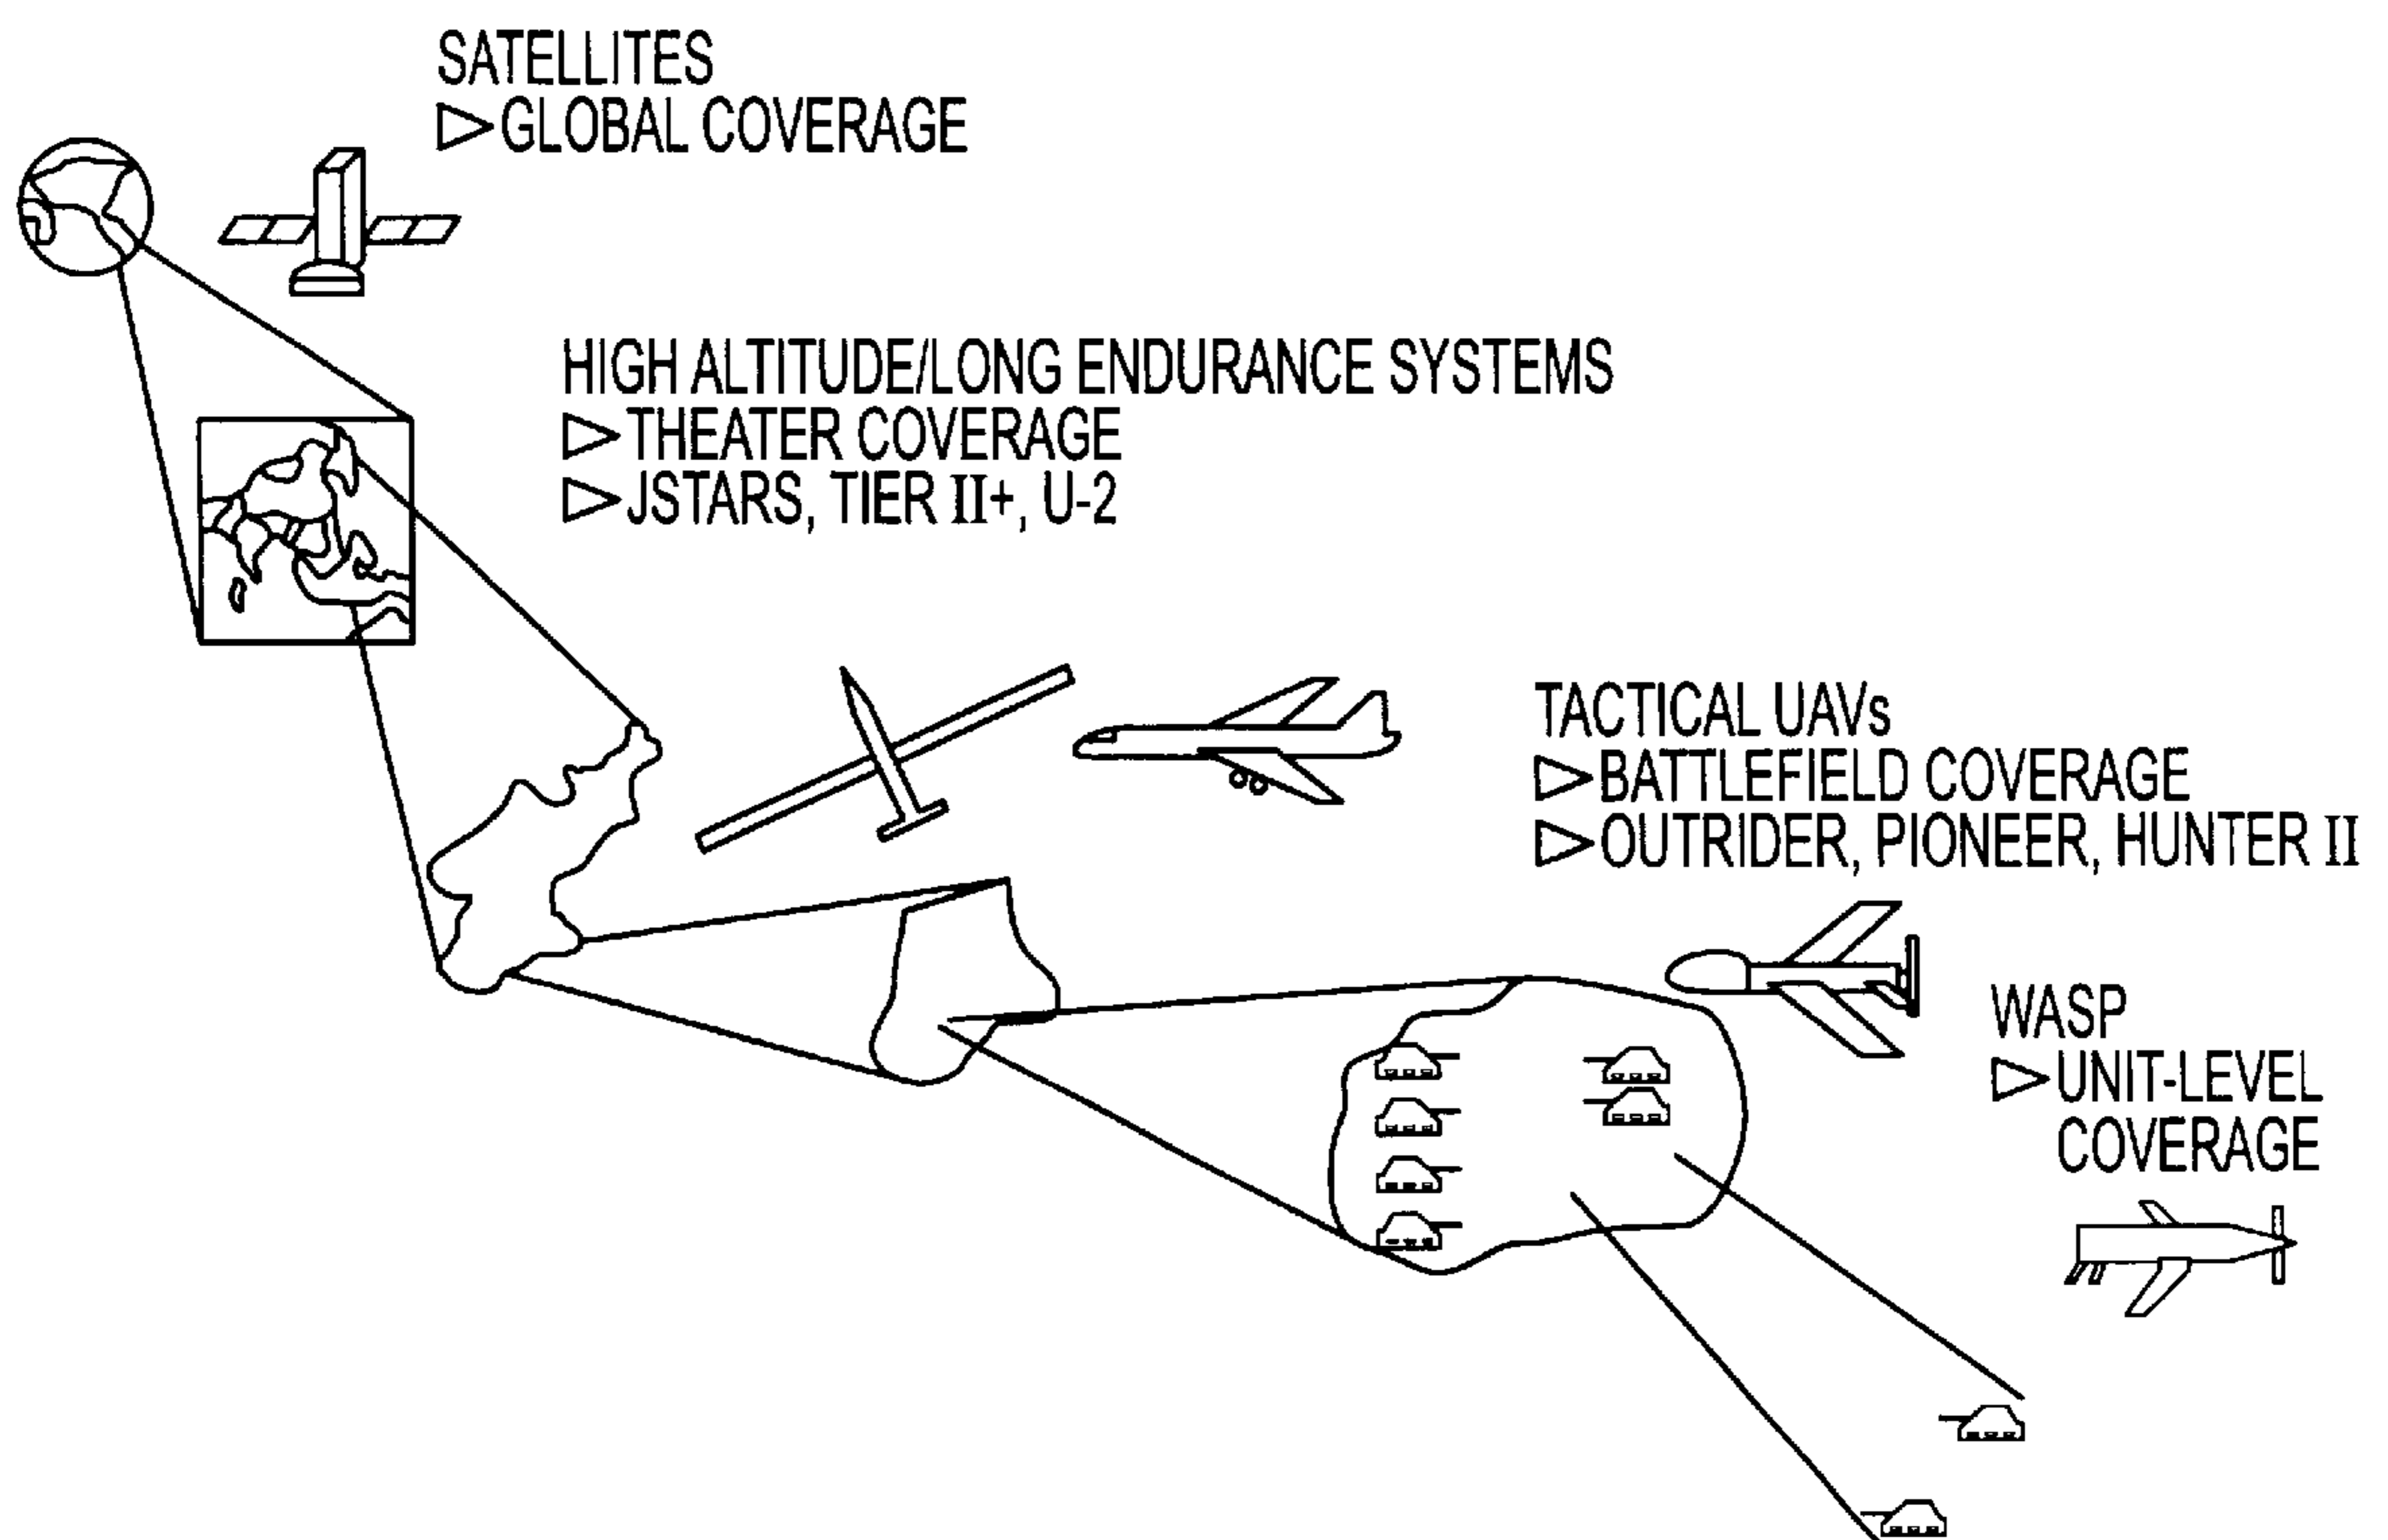 SATELLITES
▷GLOBAL COVERAGE
HIGH ALTITUDE/LONG ENDURANCE SYSTEMS
▷THEATER COVERAGE
▷JSTARS, TIER II+, U-2
TACTICAL UAVs
▷BATTLEFIELD COVERAGE
▷OUTRIDER, PIONEER, HUNTER II
WASP
▷UNIT-LEVEL
COVERAGE